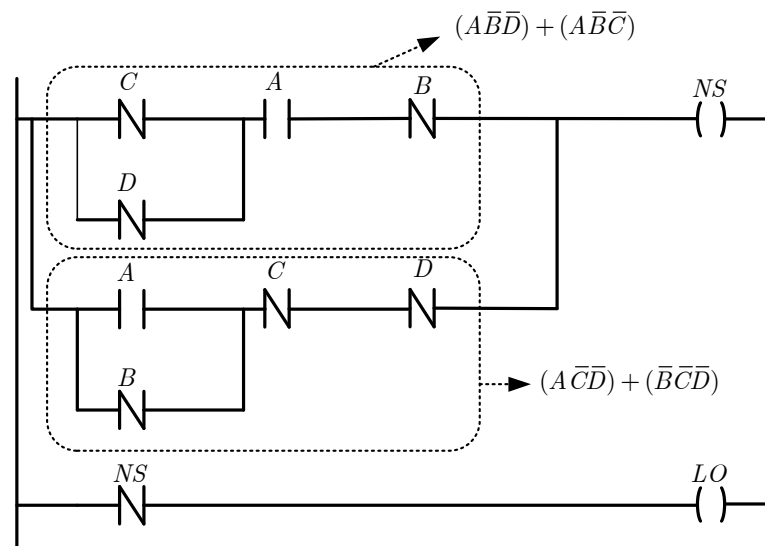 (AB̅D̅) + (AB̅C̅)
C A B NS
D
A C D
B
(AC̅D̅) + (B̅C̅D̅)
NS LO